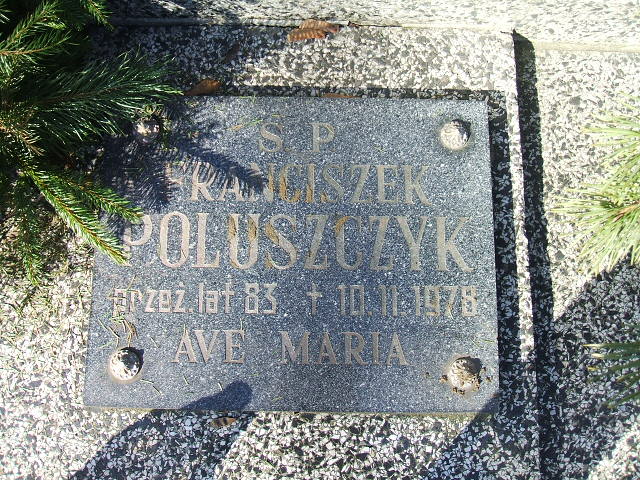 Ś P
FRANCISZEK
POLUSZCZYK
przeż. lat 83 † 10.11 1978
AVE MARIA